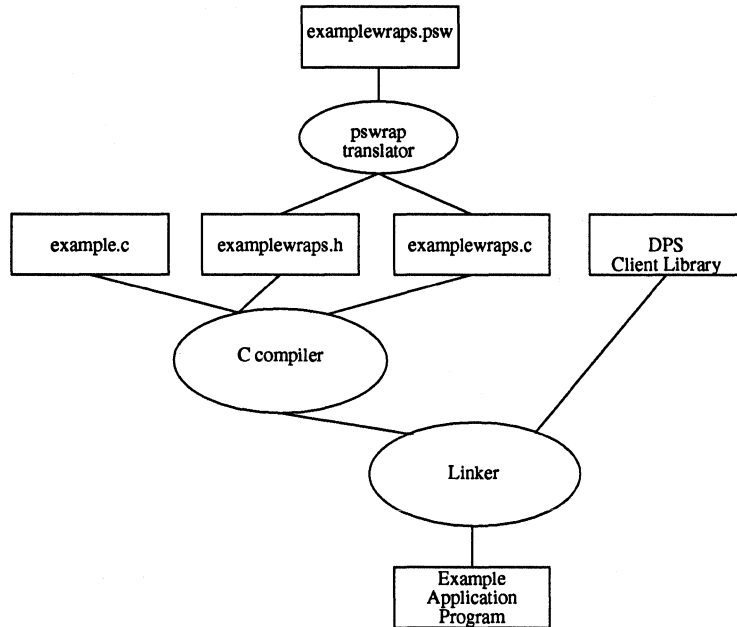 examplewraps.psw
pswrap
translator
example.c
examplewraps.h
examplewraps.c
DPS
Client Library
C compiler
Linker
Example
Application
Program